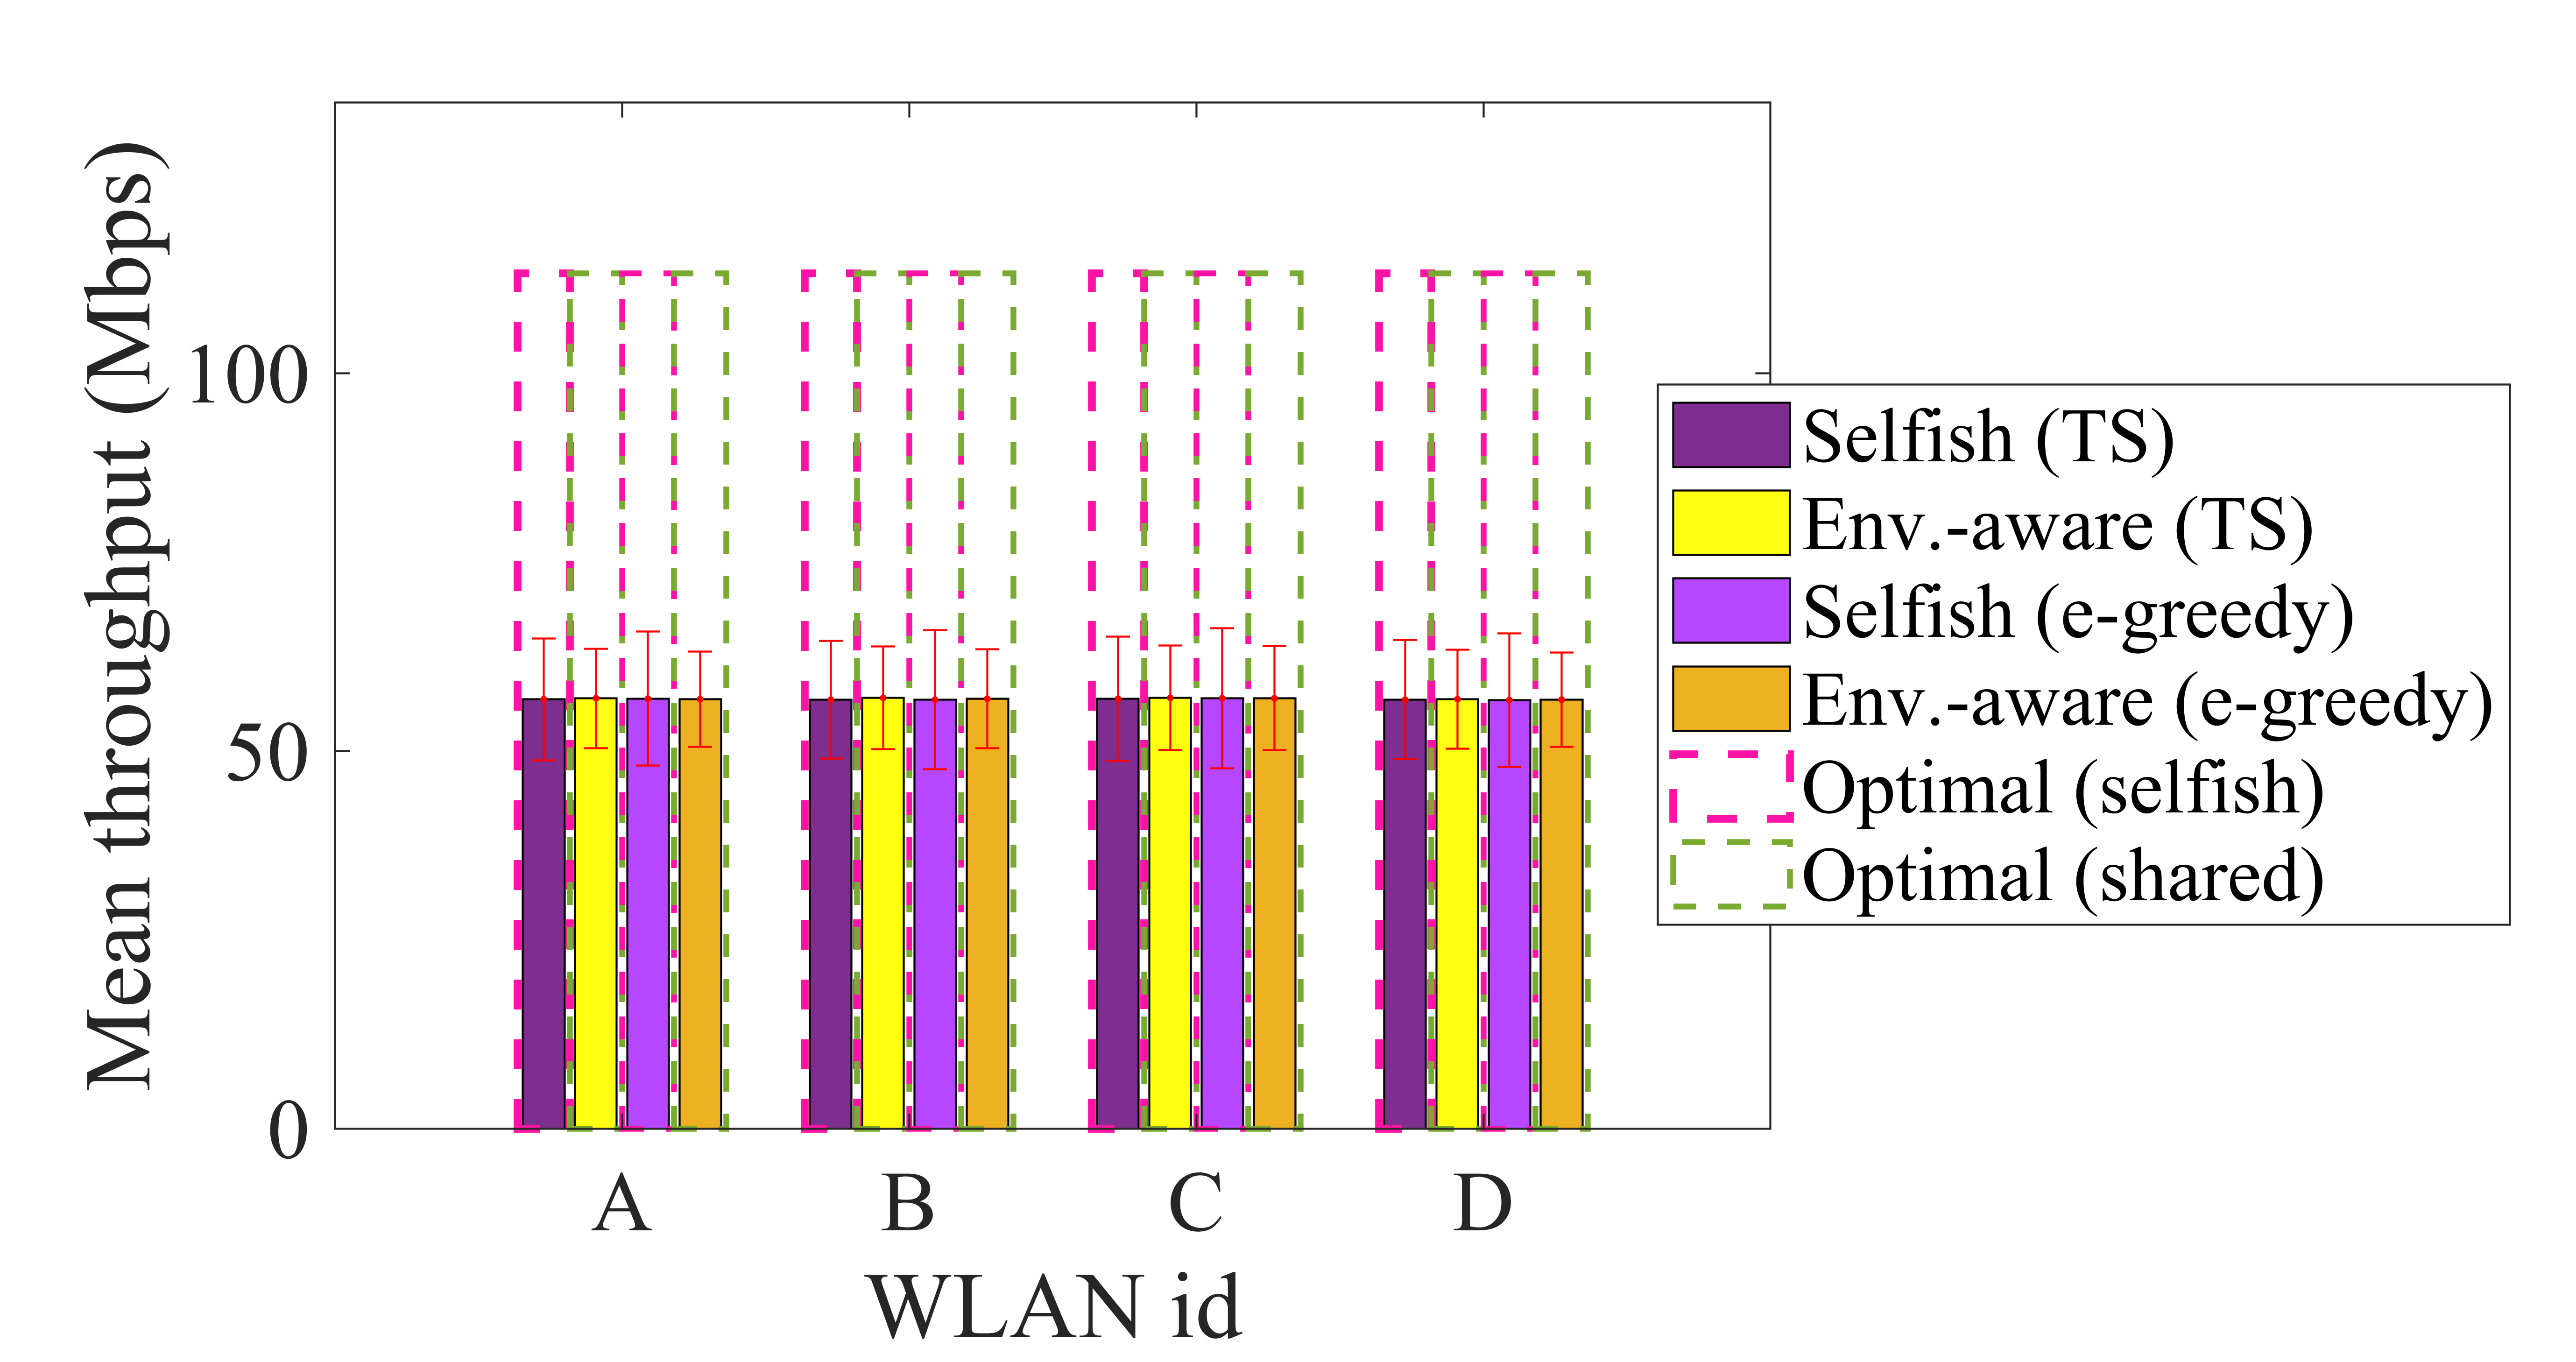 Mean throughput (Mbps)
100
50
0
A B C D
WLAN id
Selfish (TS)
Env.-aware (TS)
Selfish (e-greedy)
Env.-aware (e-greedy)
Optimal (selfish)
Optimal (shared)